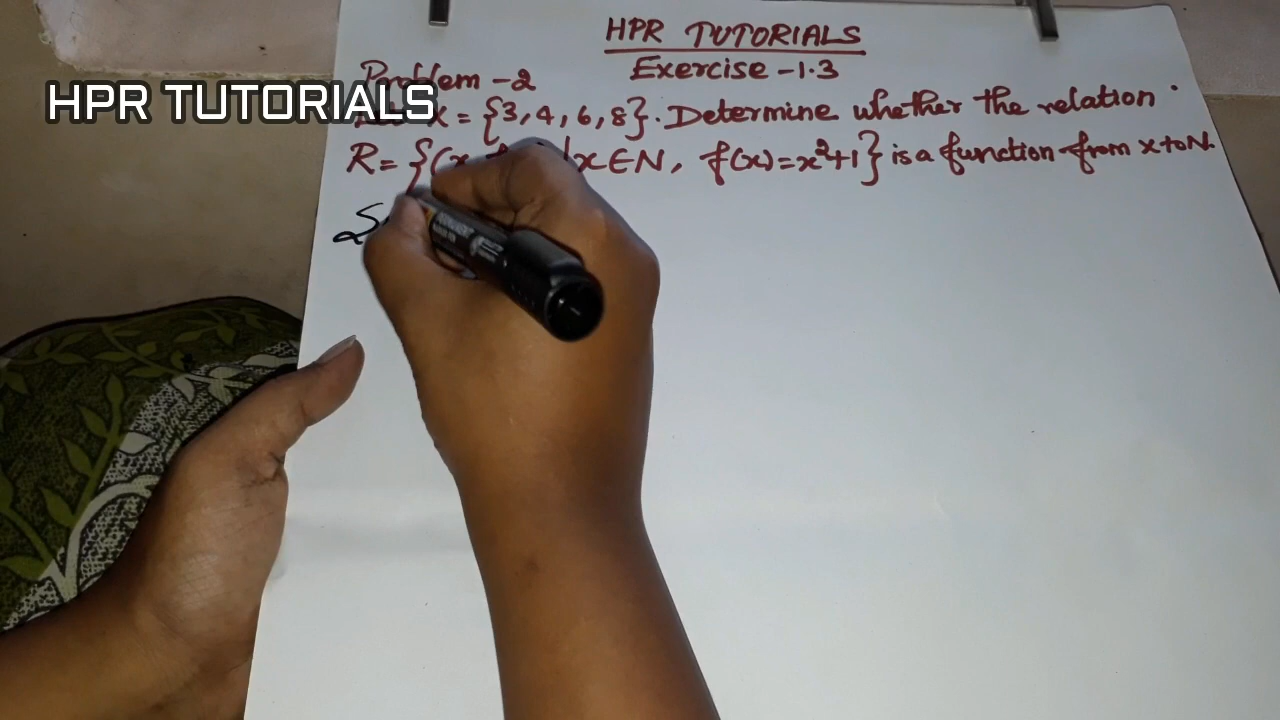 HPR TUTORIALS
Exercise - 1.3
Problem - 2
HPR TUTORIALS
X = {3, 4, 6, 8}. Determine whether the relation
R = {(x, |x∈N, f(x)=x²+1} is a function from X to N.